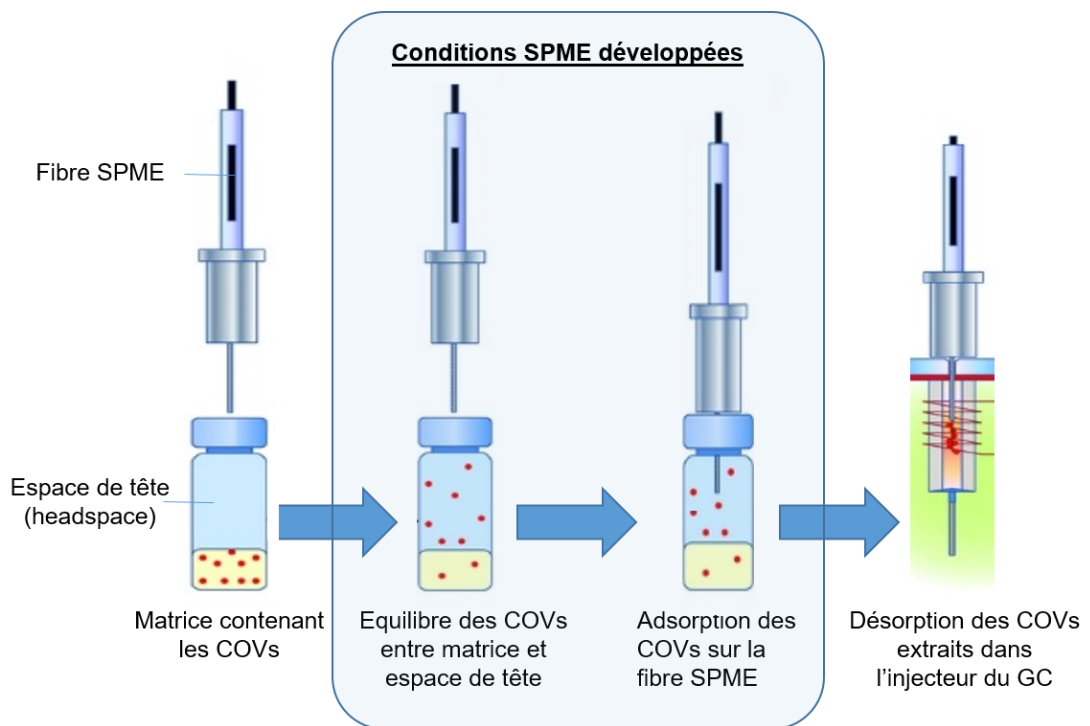 Conditions SPME développées
Fibre SPME
Espace de tête
(headspace)
Matrice contenant
les COVs
Equilibre des COVs
entre matrice et
espace de tête
Adsorption des
COVs sur la
fibre SPME
Désorption des COVs
extraits dans
l'injecteur du GC